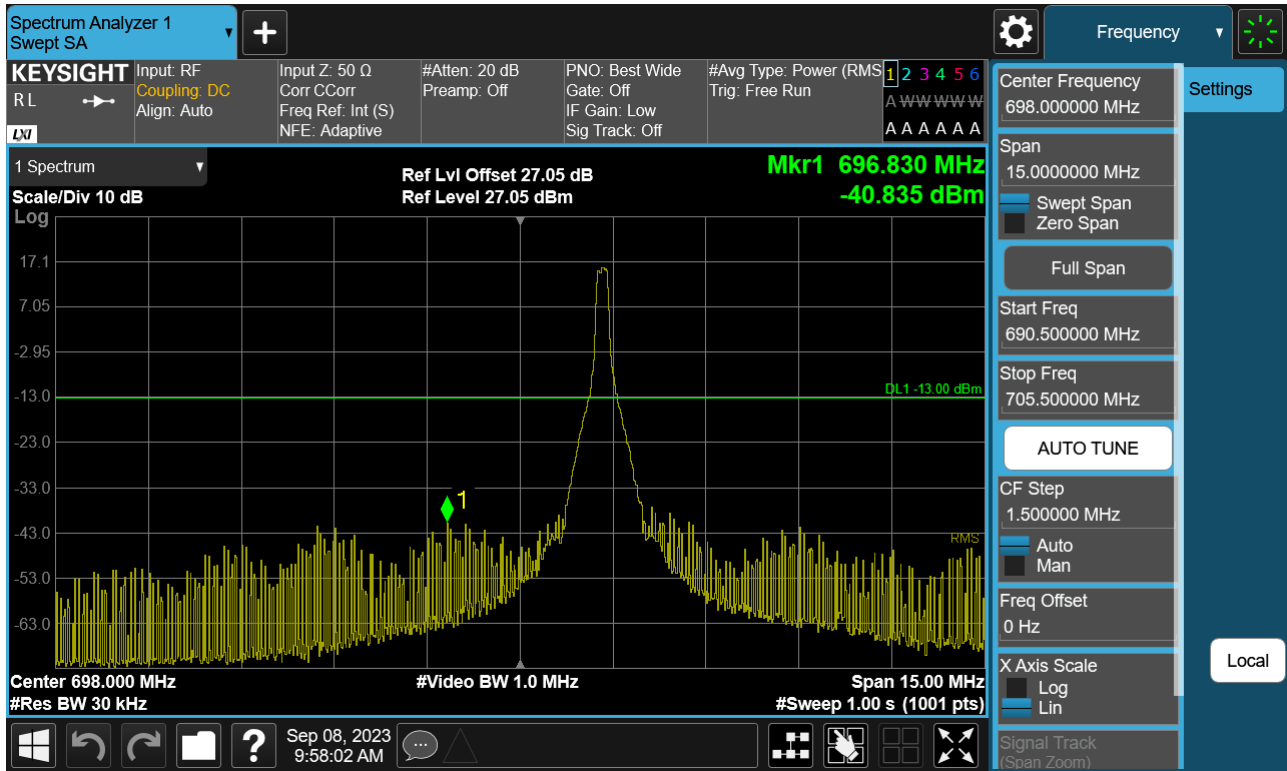 Spectrum Analyzer 1
Swept SA
+
Frequency
KEYSIGHT
R L
LXI
Input: RF
Coupling: DC
Align: Auto
Input Z: 50 Ω
Corr CCorr
Freq Ref: Int (S)
NFE: Adaptive
#Atten: 20 dB
Preamp: Off
PNO: Best Wide
Gate: Off
IF Gain: Low
Sig Track: Off
#Avg Type: Power (RMS
Trig: Free Run
1 2 3 4 5 6
A W W W W W
A A A A A A
1 Spectrum
Scale/Div 10 dB
Log
Ref Lvl Offset 27.05 dB
Ref Level 27.05 dBm
Mkr1 696.830 MHz
-40.835 dBm
17.1
7.05
-2.95
-13.0
-23.0
-33.0
-43.0
-53.0
-63.0
DL1 -13.00 dBm
1
RMS
Center 698.000 MHz
#Res BW 30 kHz
#Video BW 1.0 MHz
Span 15.00 MHz
#Sweep 1.00 s (1001 pts)
Center Frequency
698.000000 MHz
Span
15.0000000 MHz
Swept Span
Zero Span
Full Span
Start Freq
690.500000 MHz
Stop Freq
705.500000 MHz
AUTO TUNE
CF Step
1.500000 MHz
Auto
Man
Freq Offset
0 Hz
X Axis Scale
Log
Lin
Signal Track
(Span Zoom)
Settings
Local
?
Sep 08, 2023
9:58:02 AM